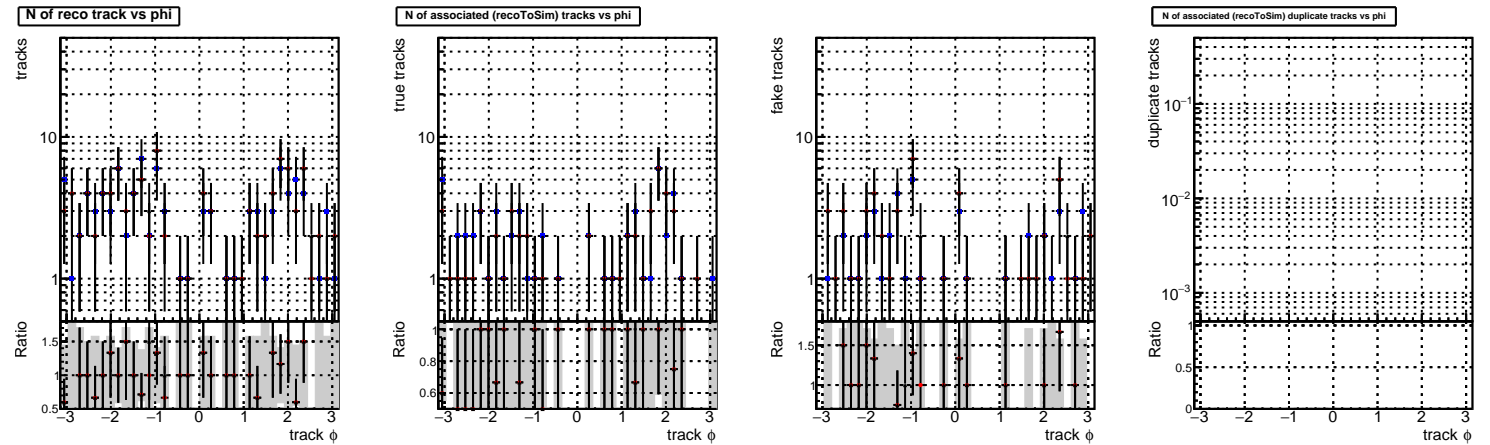 N of reco track vs phi
tracks
10
1
Ratio
1.5
1
0.5
−3 −2 −1 0 1 2 3
track ϕ
N of associated (recoToSim) tracks vs phi
true tracks
10
1
Ratio
1
0.8
0.6
−3 −2 −1 0 1 2 3
track ϕ
fake tracks
10
1
Ratio
1.5
1
−3 −2 −1 0 1 2 3
track ϕ
N of associated (recoToSim) duplicate tracks vs phi
duplicate tracks
10−1
10−2
10−3
Ratio
1
0.5
0
−3 −2 −1 0 1 2 3
track ϕ